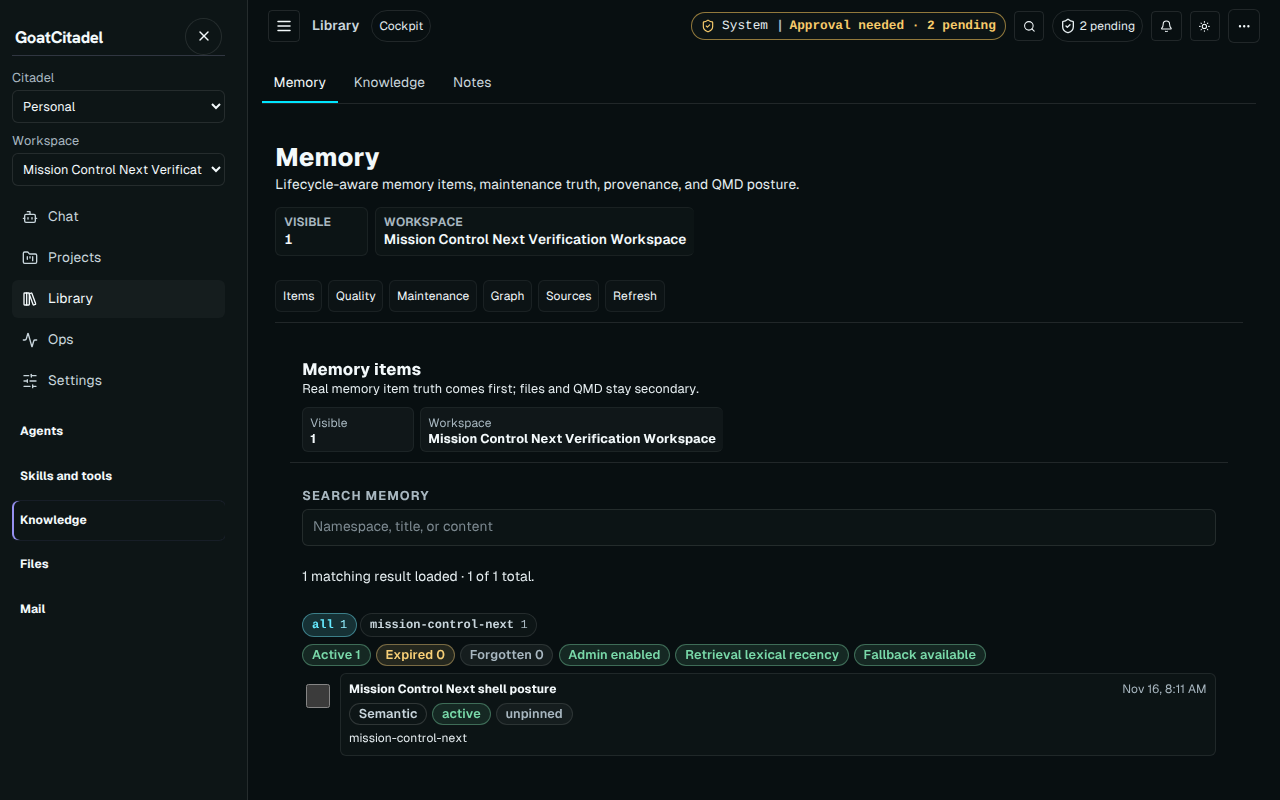 GoatCitadel
Citadel
Personal
Workspace
Mission Control Next Verificat
Chat
Projects
Library
Ops
Settings
Agents
Skills and tools
Knowledge
Files
Mail
Library
Cockpit
System | Approval needed · 2 pending
2 pending
Memory
Knowledge
Notes
Memory
Lifecycle-aware memory items, maintenance truth, provenance, and QMD posture.
VISIBLE
1
WORKSPACE
Mission Control Next Verification Workspace
Items
Quality
Maintenance
Graph
Sources
Refresh
Memory items
Real memory item truth comes first; files and QMD stay secondary.
Visible
1
Workspace
Mission Control Next Verification Workspace
SEARCH MEMORY
Namespace, title, or content
1 matching result loaded · 1 of 1 total.
all 1
mission-control-next 1
Active 1
Expired 0
Forgotten 0
Admin enabled
Retrieval lexical recency
Fallback available
Mission Control Next shell posture
Nov 16, 8:11 AM
Semantic
active
unpinned
mission-control-next